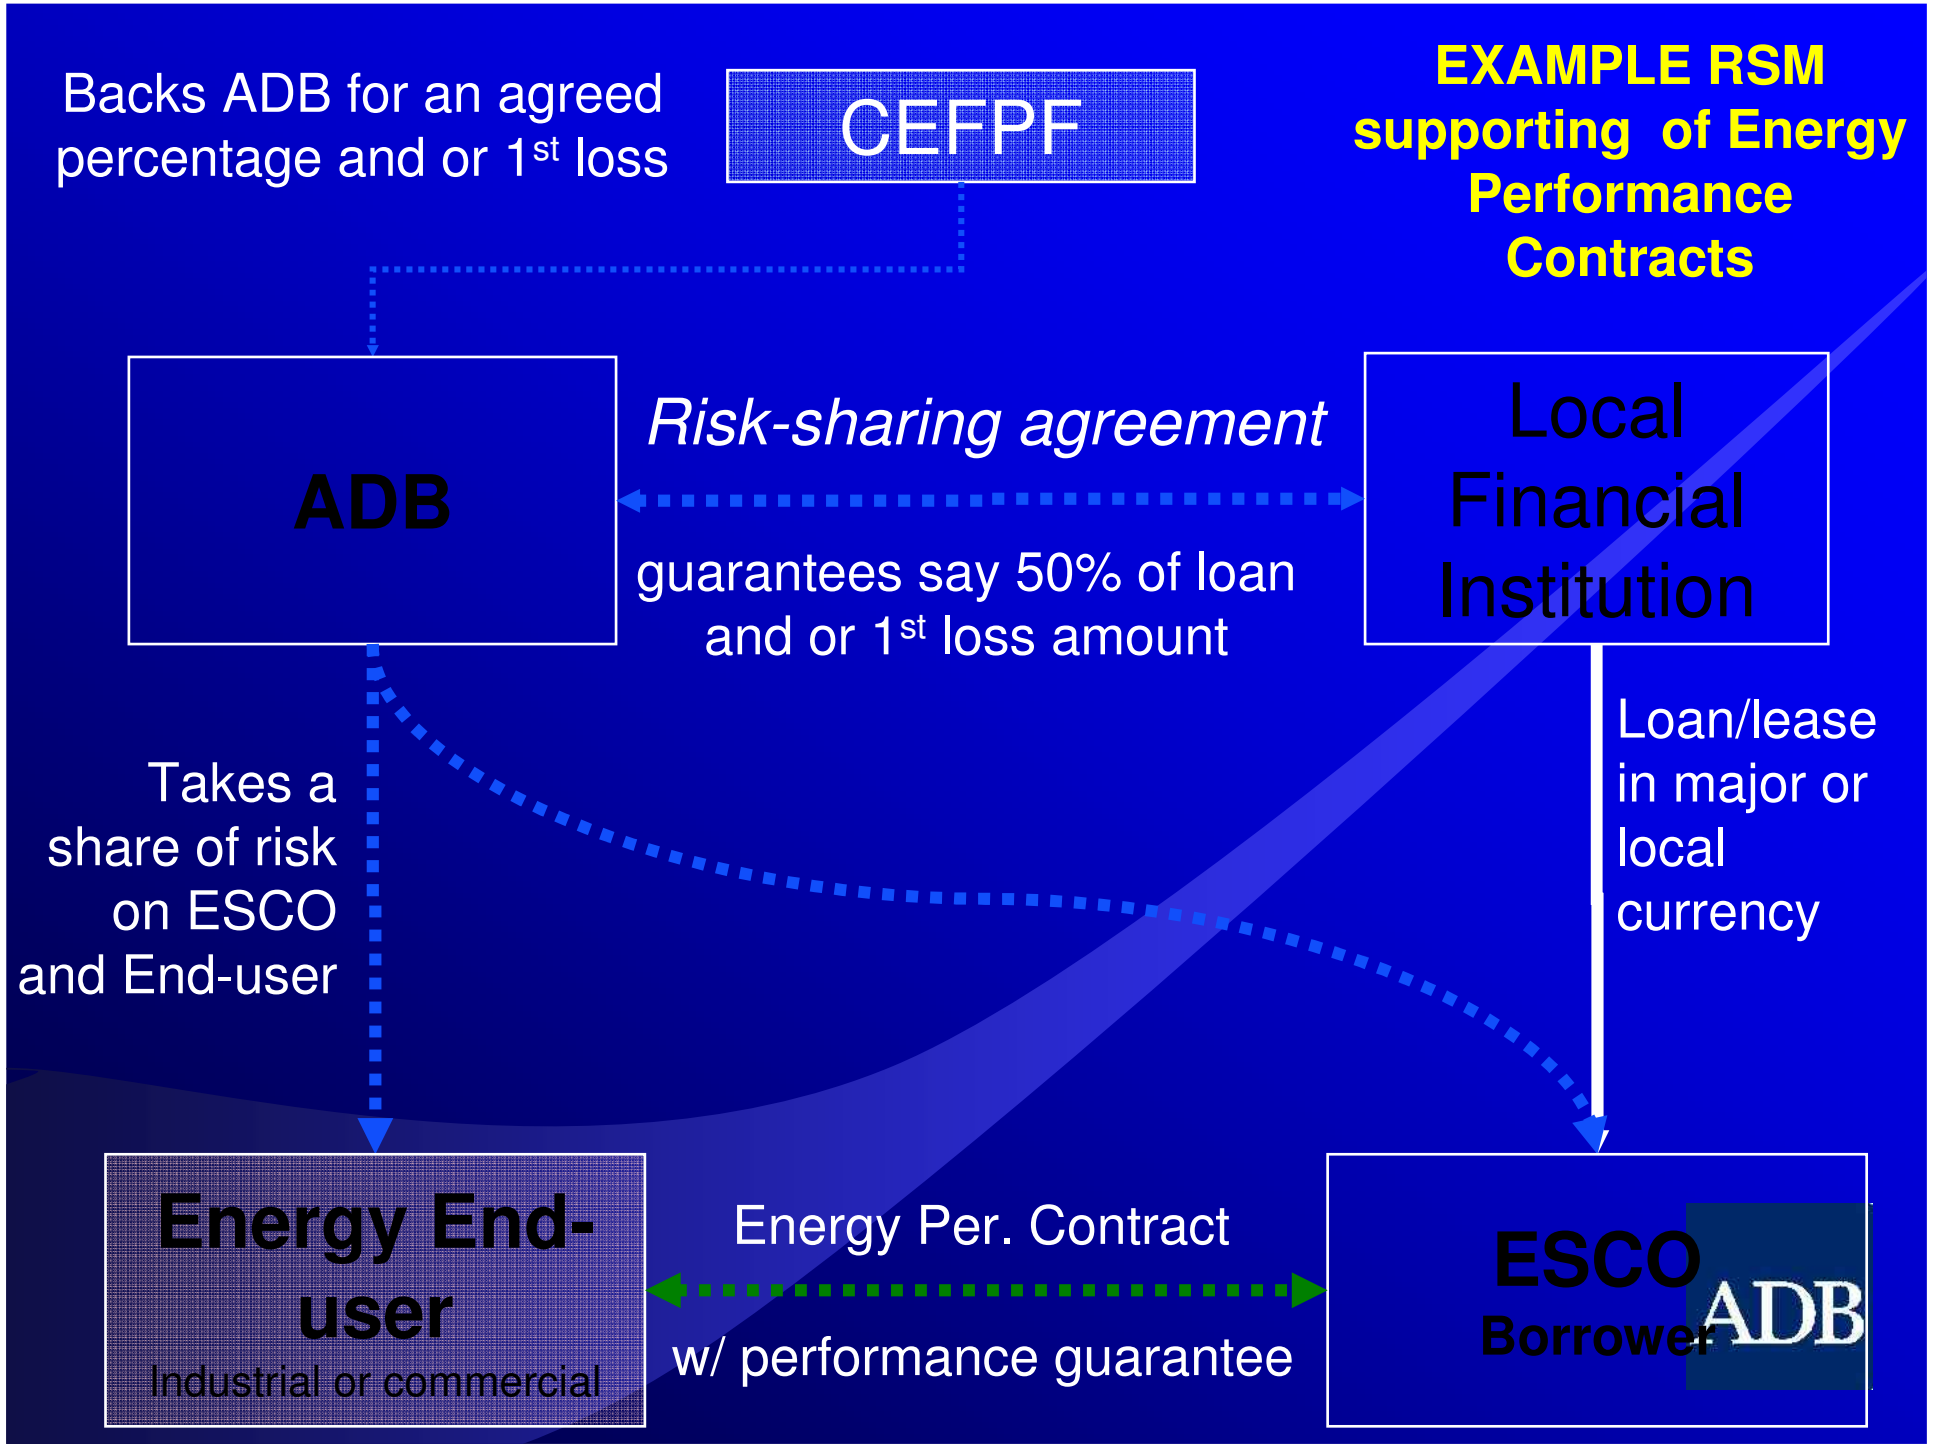 Backs ADB for an agreed
percentage and or 1st loss
CEFPF
EXAMPLE RSM
supporting of Energy
Performance
Contracts
ADB
Risk-sharing agreement
guarantees say 50% of loan
and or 1st loss amount
Local
Financial
Institution
Takes a
share of risk
on ESCO
and End-user
Loan/lease
in major or
local
currency
Energy End-
user
Industrial or commercial
Energy Per. Contract
w/ performance guarantee
ESCO
Borrower
ADB